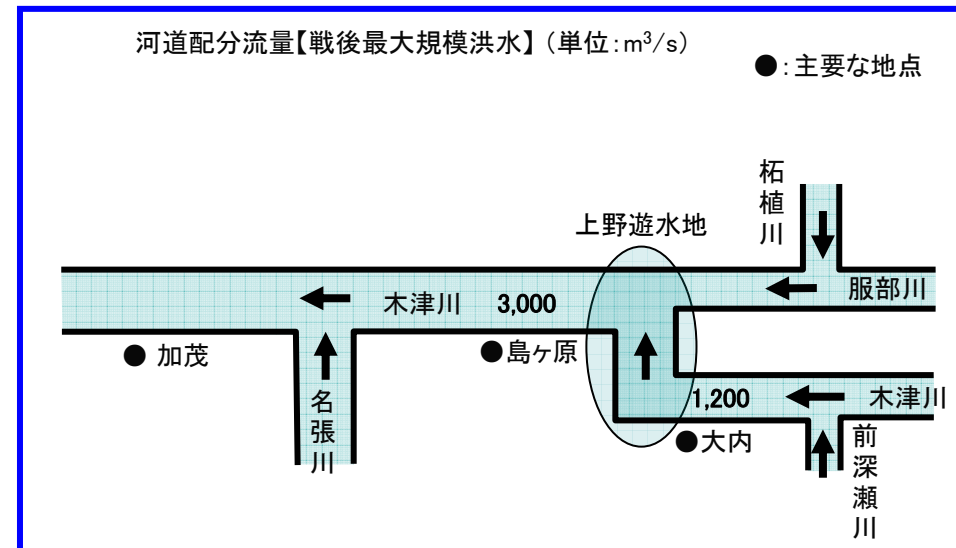 河道配分流量【戦後最大規模洪水】（単位：m³/s）
●：主要な地点
柘植川
上野遊水地
服部川
木津川 3,000
● 加茂
●島ヶ原
名張川
1,200
木津川
●大内
前深瀬川